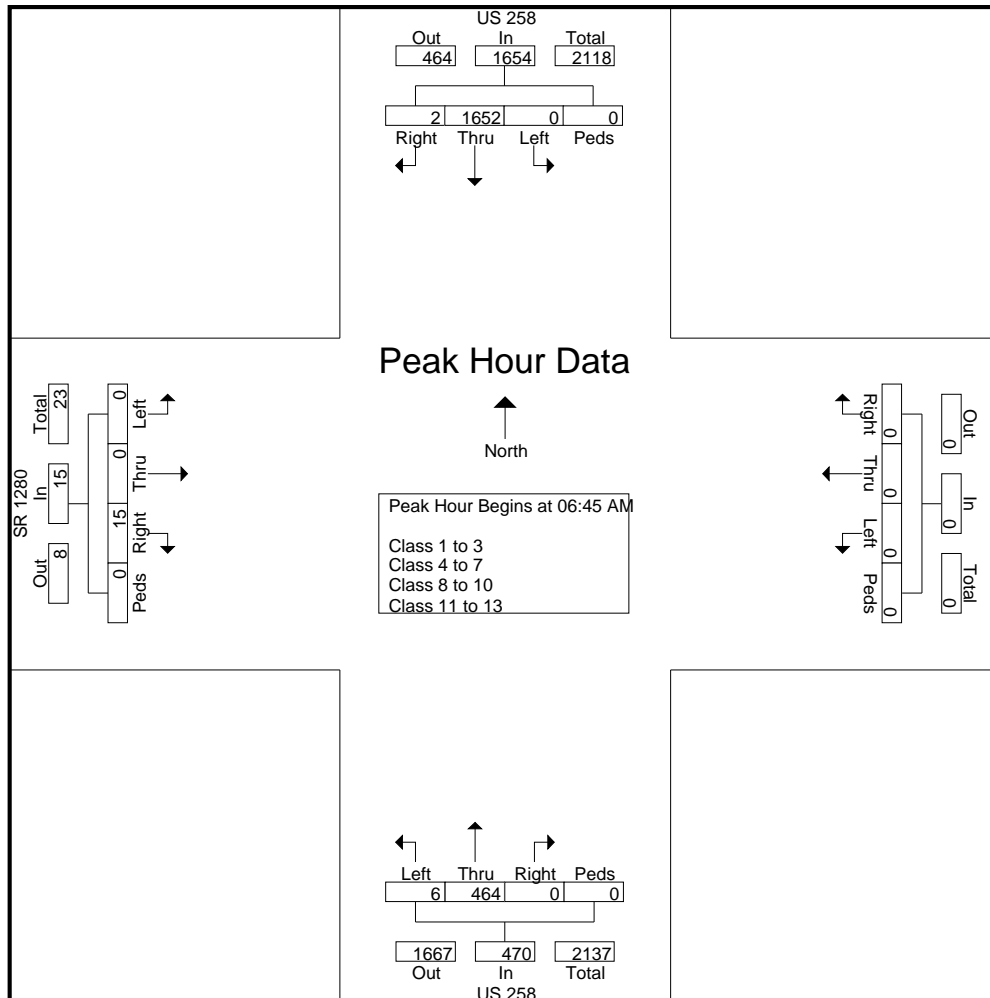 US 258
Out In Total
464 1654 2118
2 1652 0 0
Right Thru Left Peds
Peak Hour Data
North
Peak Hour Begins at 06:45 AM
Class 1 to 3
Class 4 to 7
Class 8 to 10
Class 11 to 13
SR 1280
Out In Total
8 15 23
0 0 15 0
Left Thru Right Peds
Right Thru Left Peds
0 0 0 0
Out In Total
0 0 0
Left Thru Right Peds
6 464 0 0
1667 470 2137
Out In Total
US 258